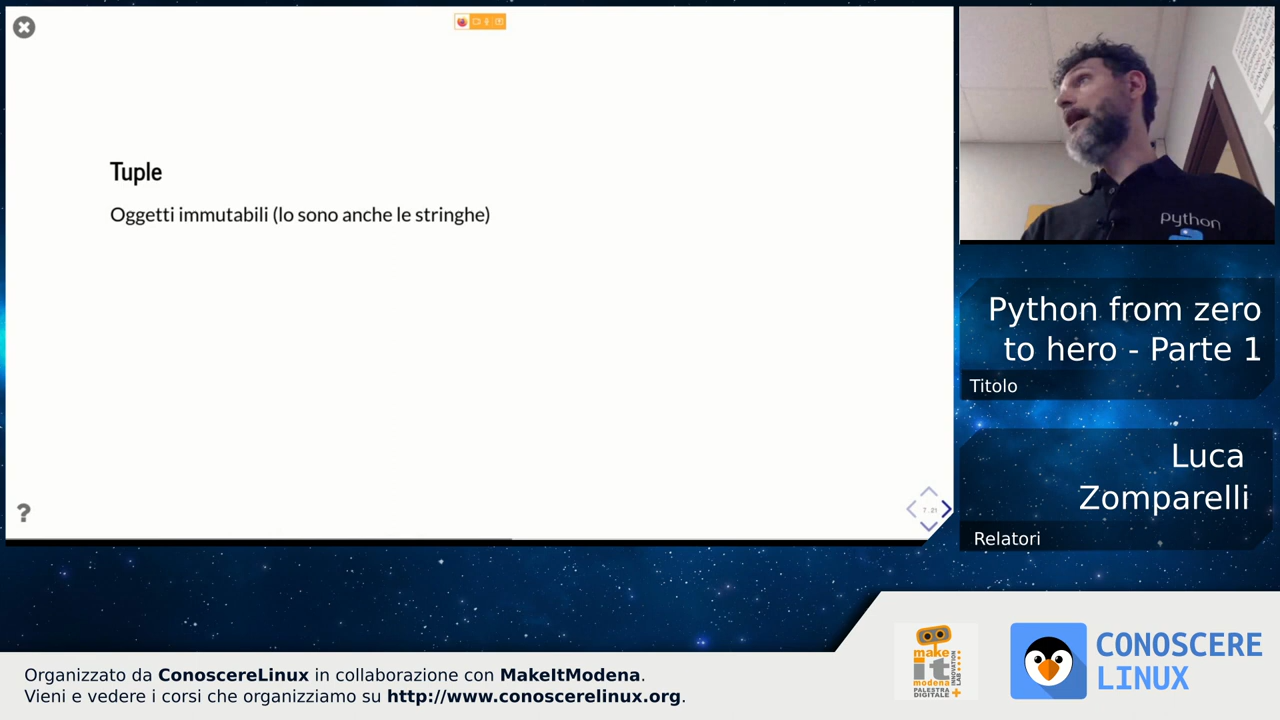 Tuple
Oggetti immutabili (lo sono anche le stringhe)
?
python
Python from zero
to hero - Parte 1
Titolo
Luca
Zomparelli
Relatori
make
it
modena
PALESTRA
DIGITALE
CONOSCERE
LINUX
Organizzato da ConoscereLinux in collaborazione con MakeItModena.
Vieni e vedere i corsi che organizziamo su http://www.conoscerelinux.org.